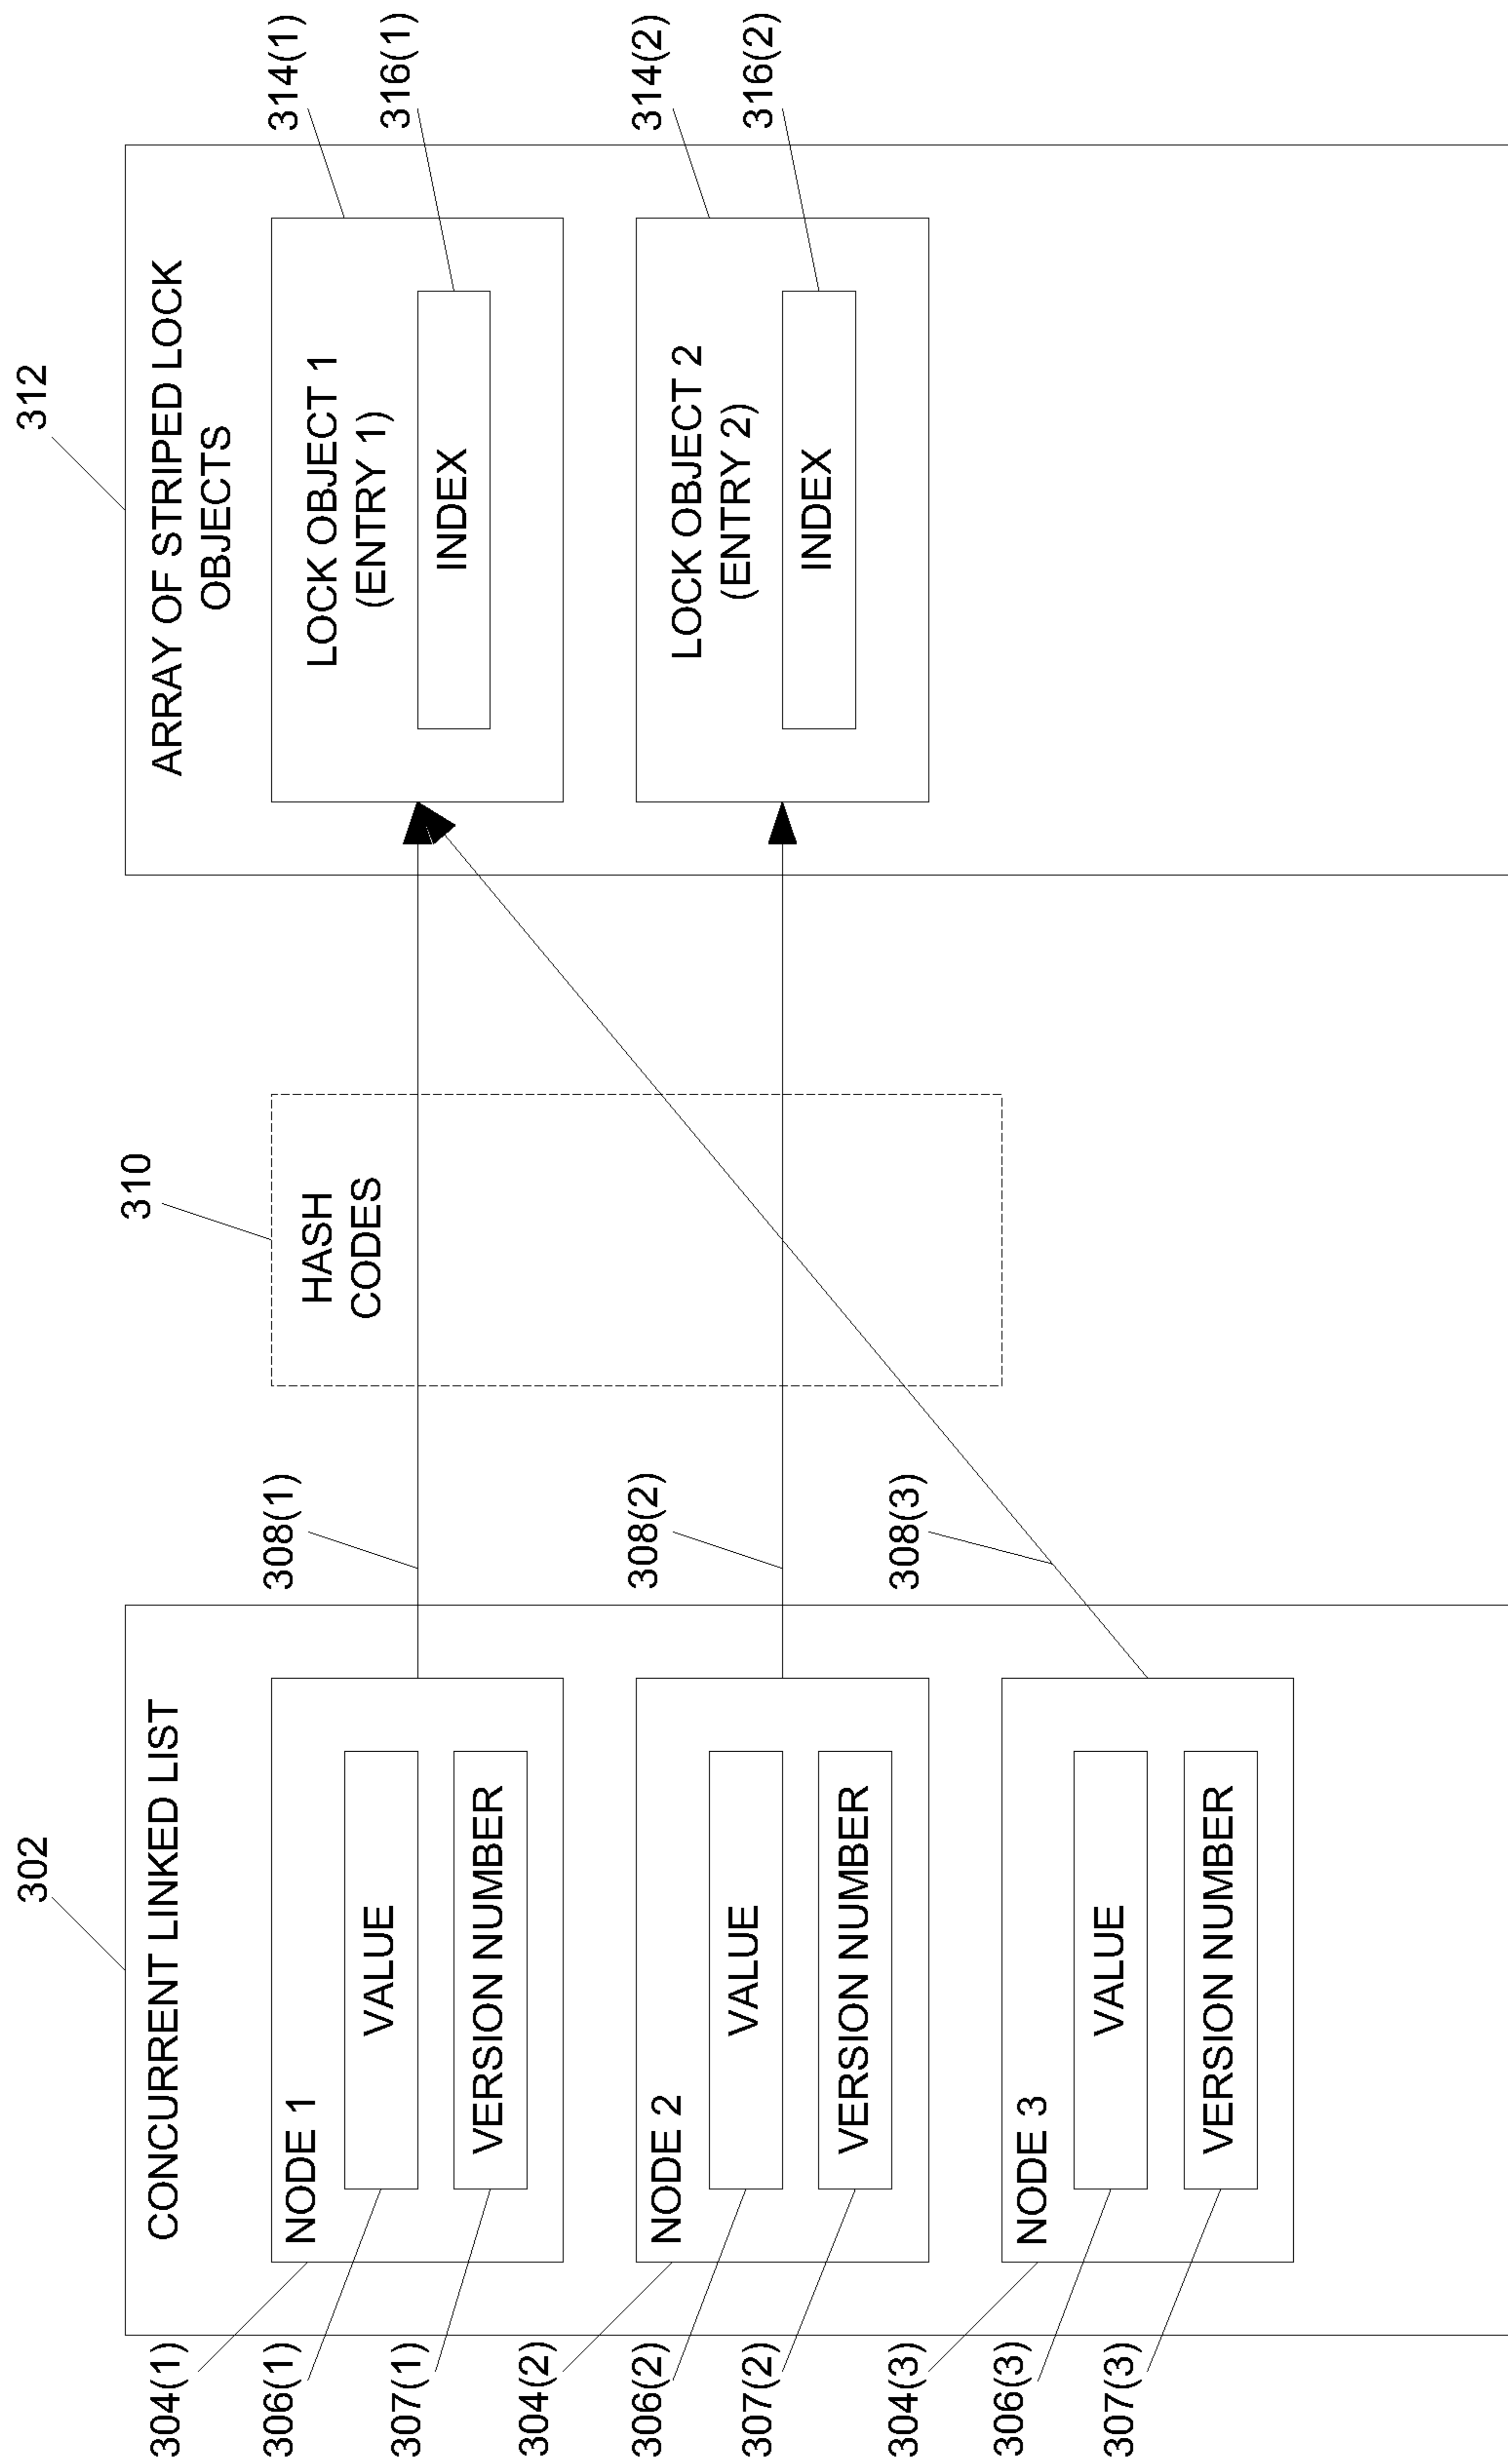 302
CONCURRENT LINKED LIST
304(1)
NODE 1
306(1)
VALUE
307(1)
VERSION NUMBER
304(2)
NODE 2
306(2)
VALUE
307(2)
VERSION NUMBER
304(3)
NODE 3
306(3)
VALUE
307(3)
VERSION NUMBER
308(1)
308(2)
308(3)
310
HASH
CODES
312
ARRAY OF STRIPED LOCK
OBJECTS
314(1)
LOCK OBJECT 1
(ENTRY 1)
316(1)
INDEX
314(2)
LOCK OBJECT 2
(ENTRY 2)
316(2)
INDEX